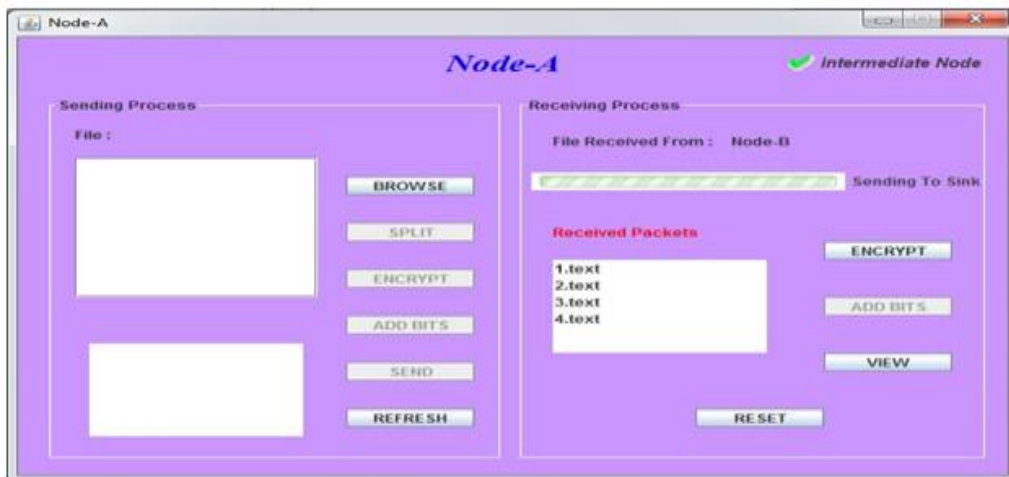 Node-A
Node-A
Intermediate Node
Sending Process
File :
BROWSE
SPLIT
ENCRYPT
ADD BITS
SEND
REFRESH
Receiving Process
File Received From : Node-B
Sending To Sink
Received Packets
1.text
2.text
3.text
4.text
ENCRYPT
ADD BITS
VIEW
RESET